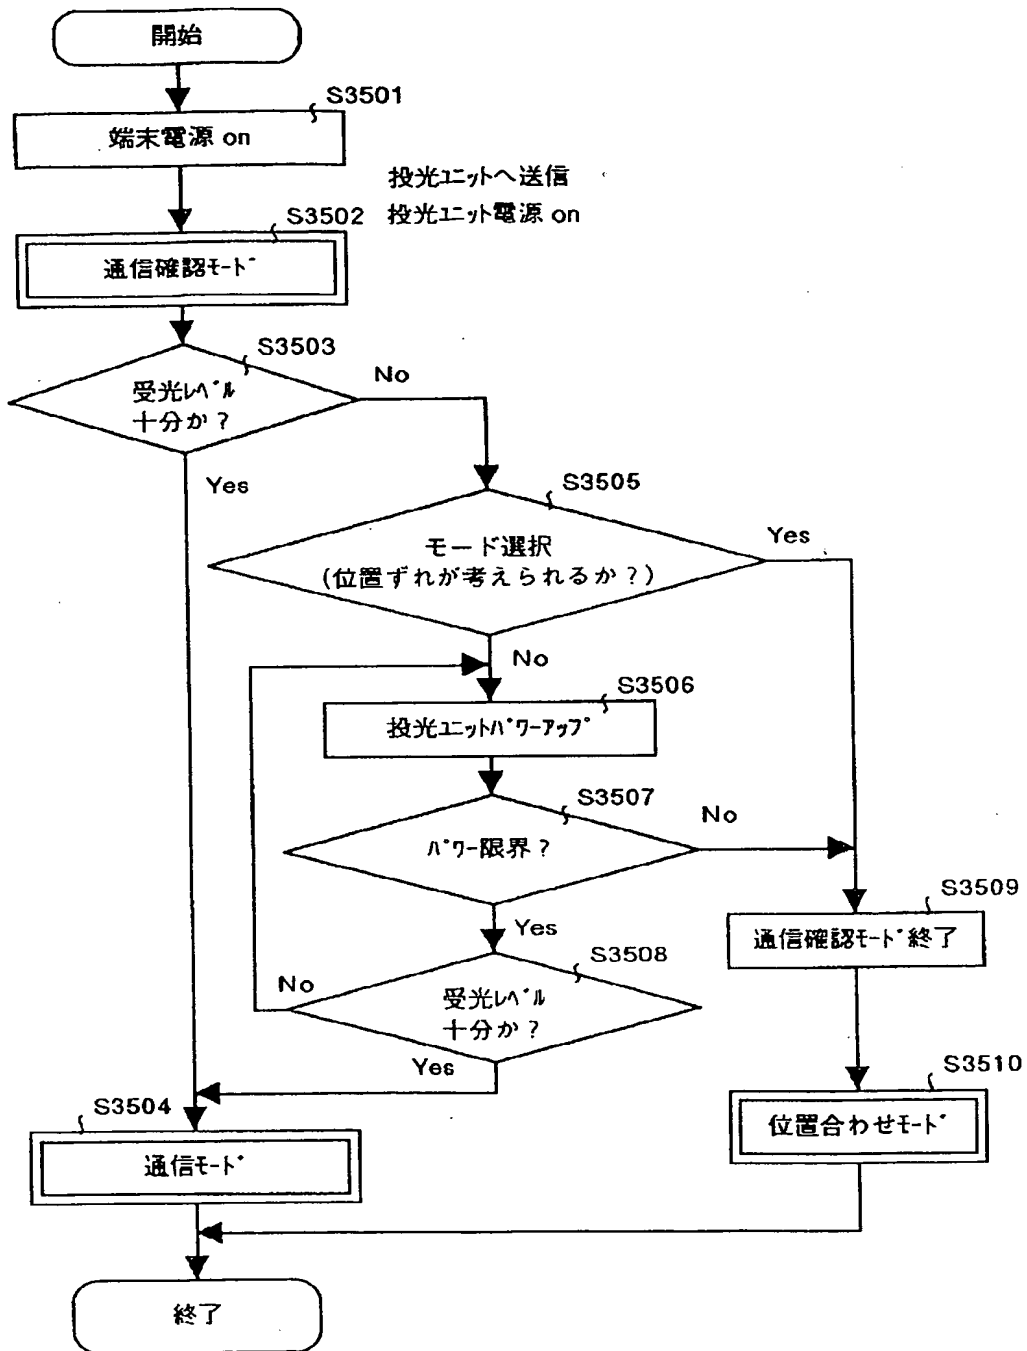 開始
S3501
端末電源 on
投光ユニットへ送信
S3502
投光ユニット電源 on
通信確認モード
S3503
受光レベル
十分か?
No
Yes
S3505
モード選択
(位置ずれが考えられるか?)
Yes
No
S3506
投光ユニットパワーアップ
S3507
パワー限界?
No
Yes
S3509
通信確認モード終了
S3508
受光レベル
十分か?
No
Yes
S3510
位置合わせモード
S3504
通信モード
終了